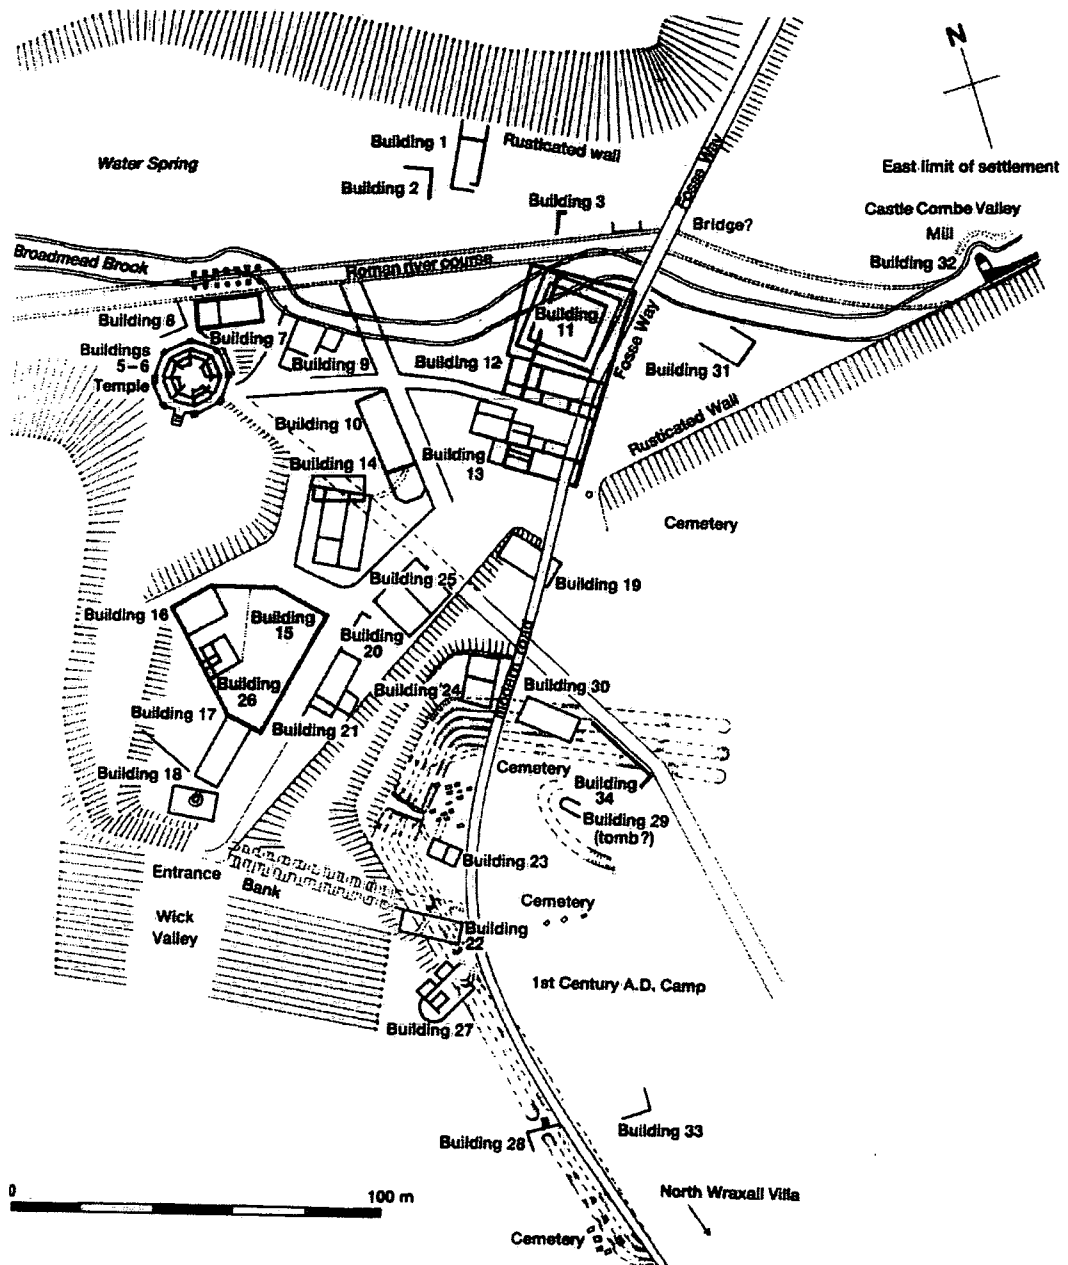 N
Building 1
Rusticated wall
Water Spring
Building 2
East limit of settlement
Fosse Way
Building 3
Castle Combe Valley
Bridge?
Mill
Broadmead Brook
Roman river course
Building 32
Building 8
Building
11
Building 7
Fosse Way
Buildings
5-6
Temple
Building 9
Building 12
Building 31
Rusticated Wall
Building 10
Building
13
Building 14
Cemetery
Building 25
Building 19
Building 16
Building
15
Building
20
Building
26
Building 24
Building 30
Building 17
Building 21
Cemetery
Building 18
Building
34
Building 29
(tomb?)
Building 23
Entrance
Bank
Cemetery
Wick
Valley
Building
22
1st Century A.D. Camp
Building 27
Building 33
Building 28
0
100 m
North Wraxall Villa
Cemetery